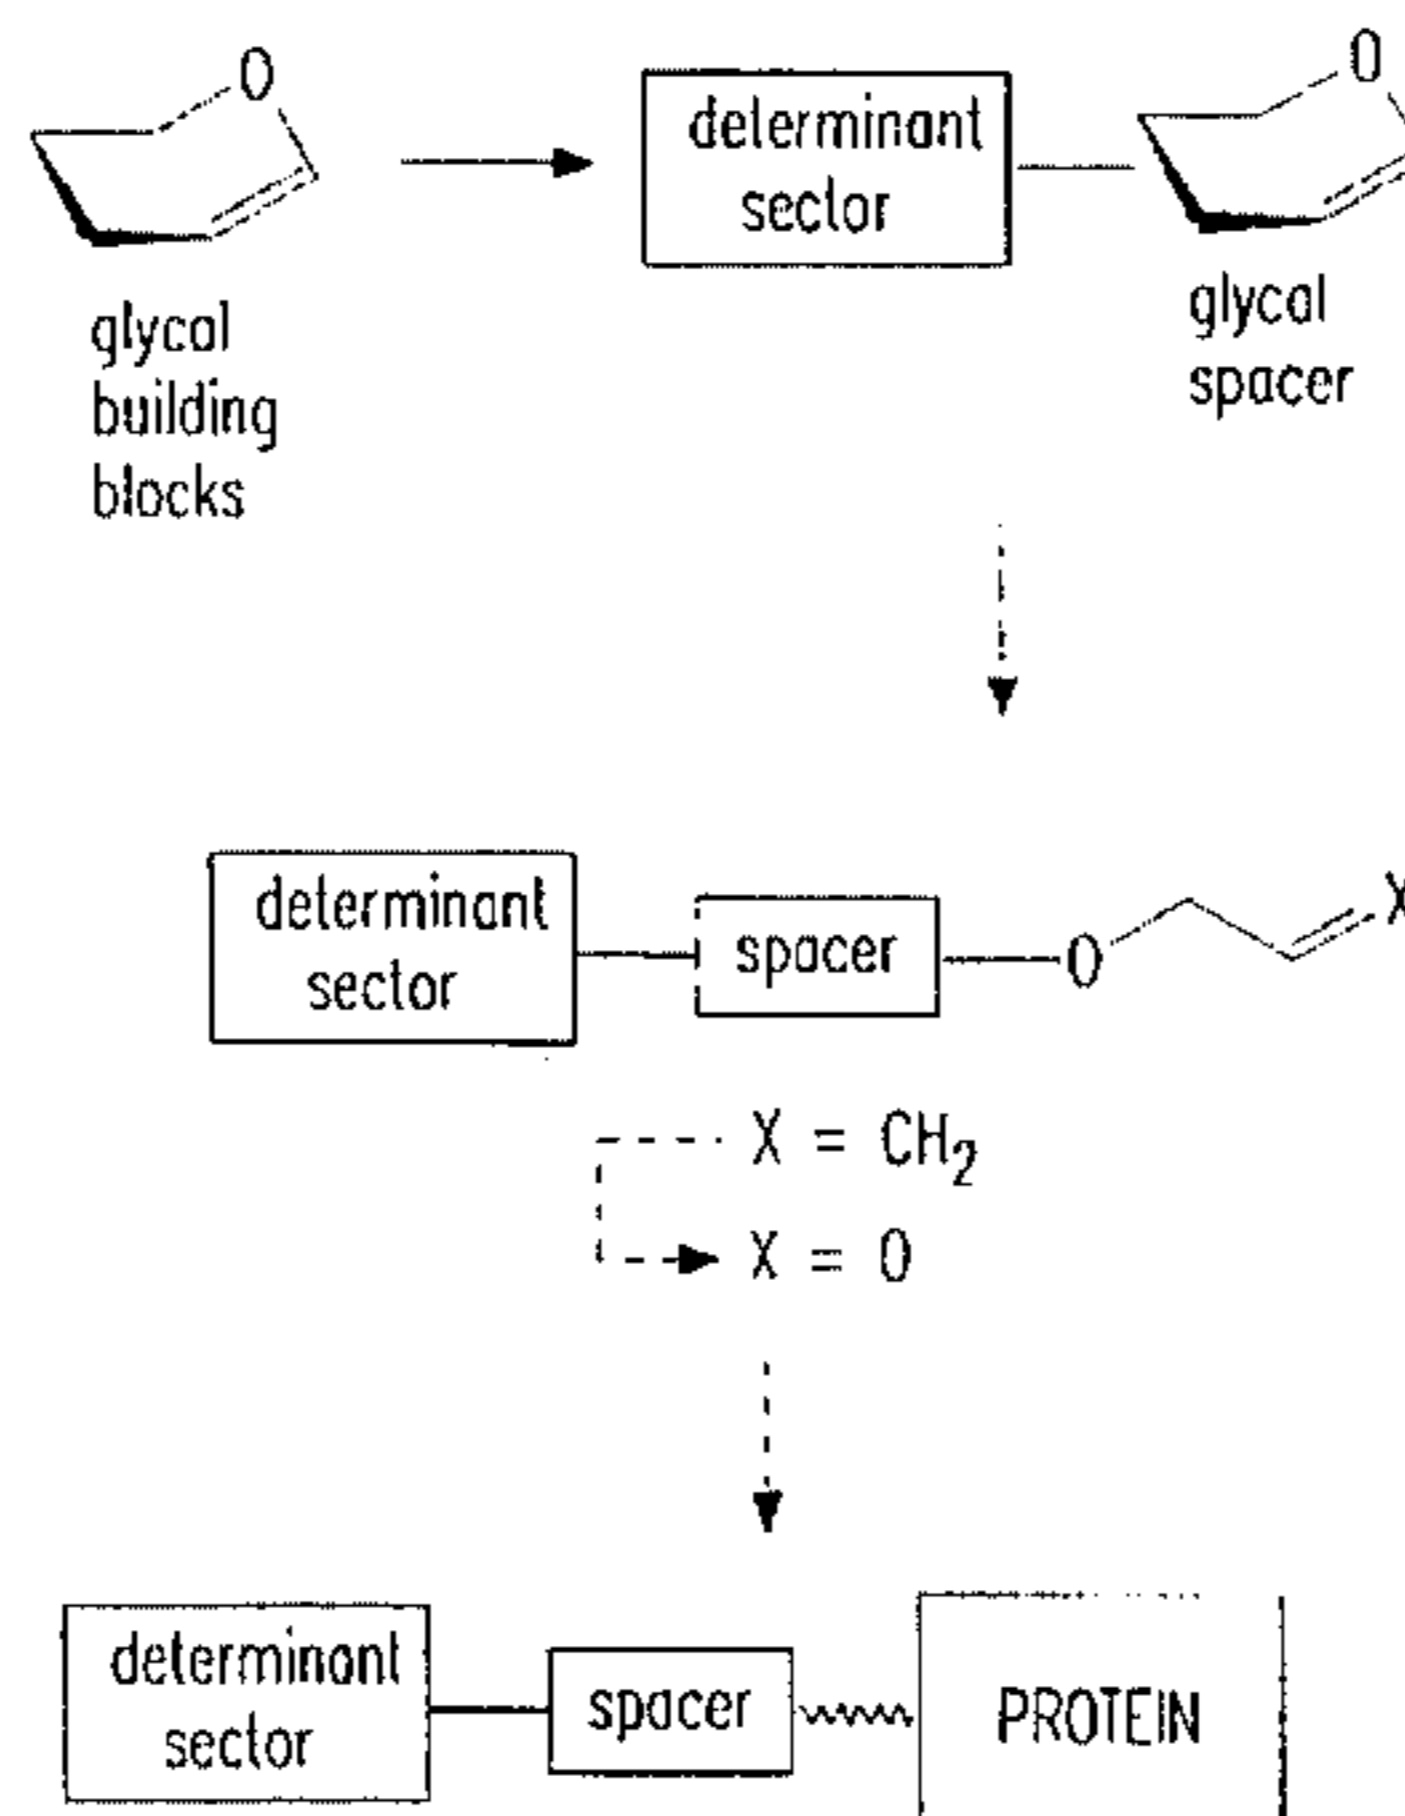 O
O
determinant
sector
glycal
building
blocks
glycal
spacer
determinant
sector
spacer
O
X
X = CH2
X = O
determinant
sector
spacer
PROTEIN